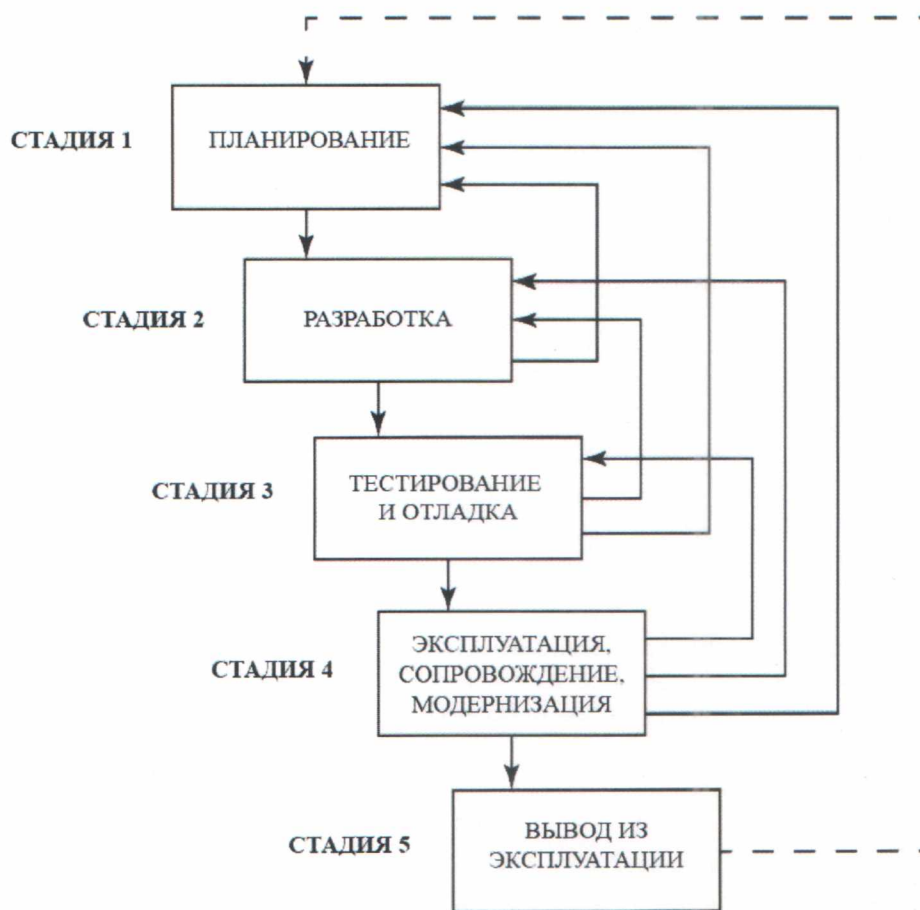 СТАДИЯ 1
ПЛАНИРОВАНИЕ
СТАДИЯ 2
РАЗРАБОТКА
СТАДИЯ 3
ТЕСТИРОВАНИЕ
И ОТЛАДКА
СТАДИЯ 4
ЭКСПЛУАТАЦИЯ,
СОПРОВОЖДЕНИЕ,
МОДЕРНИЗАЦИЯ
СТАДИЯ 5
ВЫВОД ИЗ
ЭКСПЛУАТАЦИИ